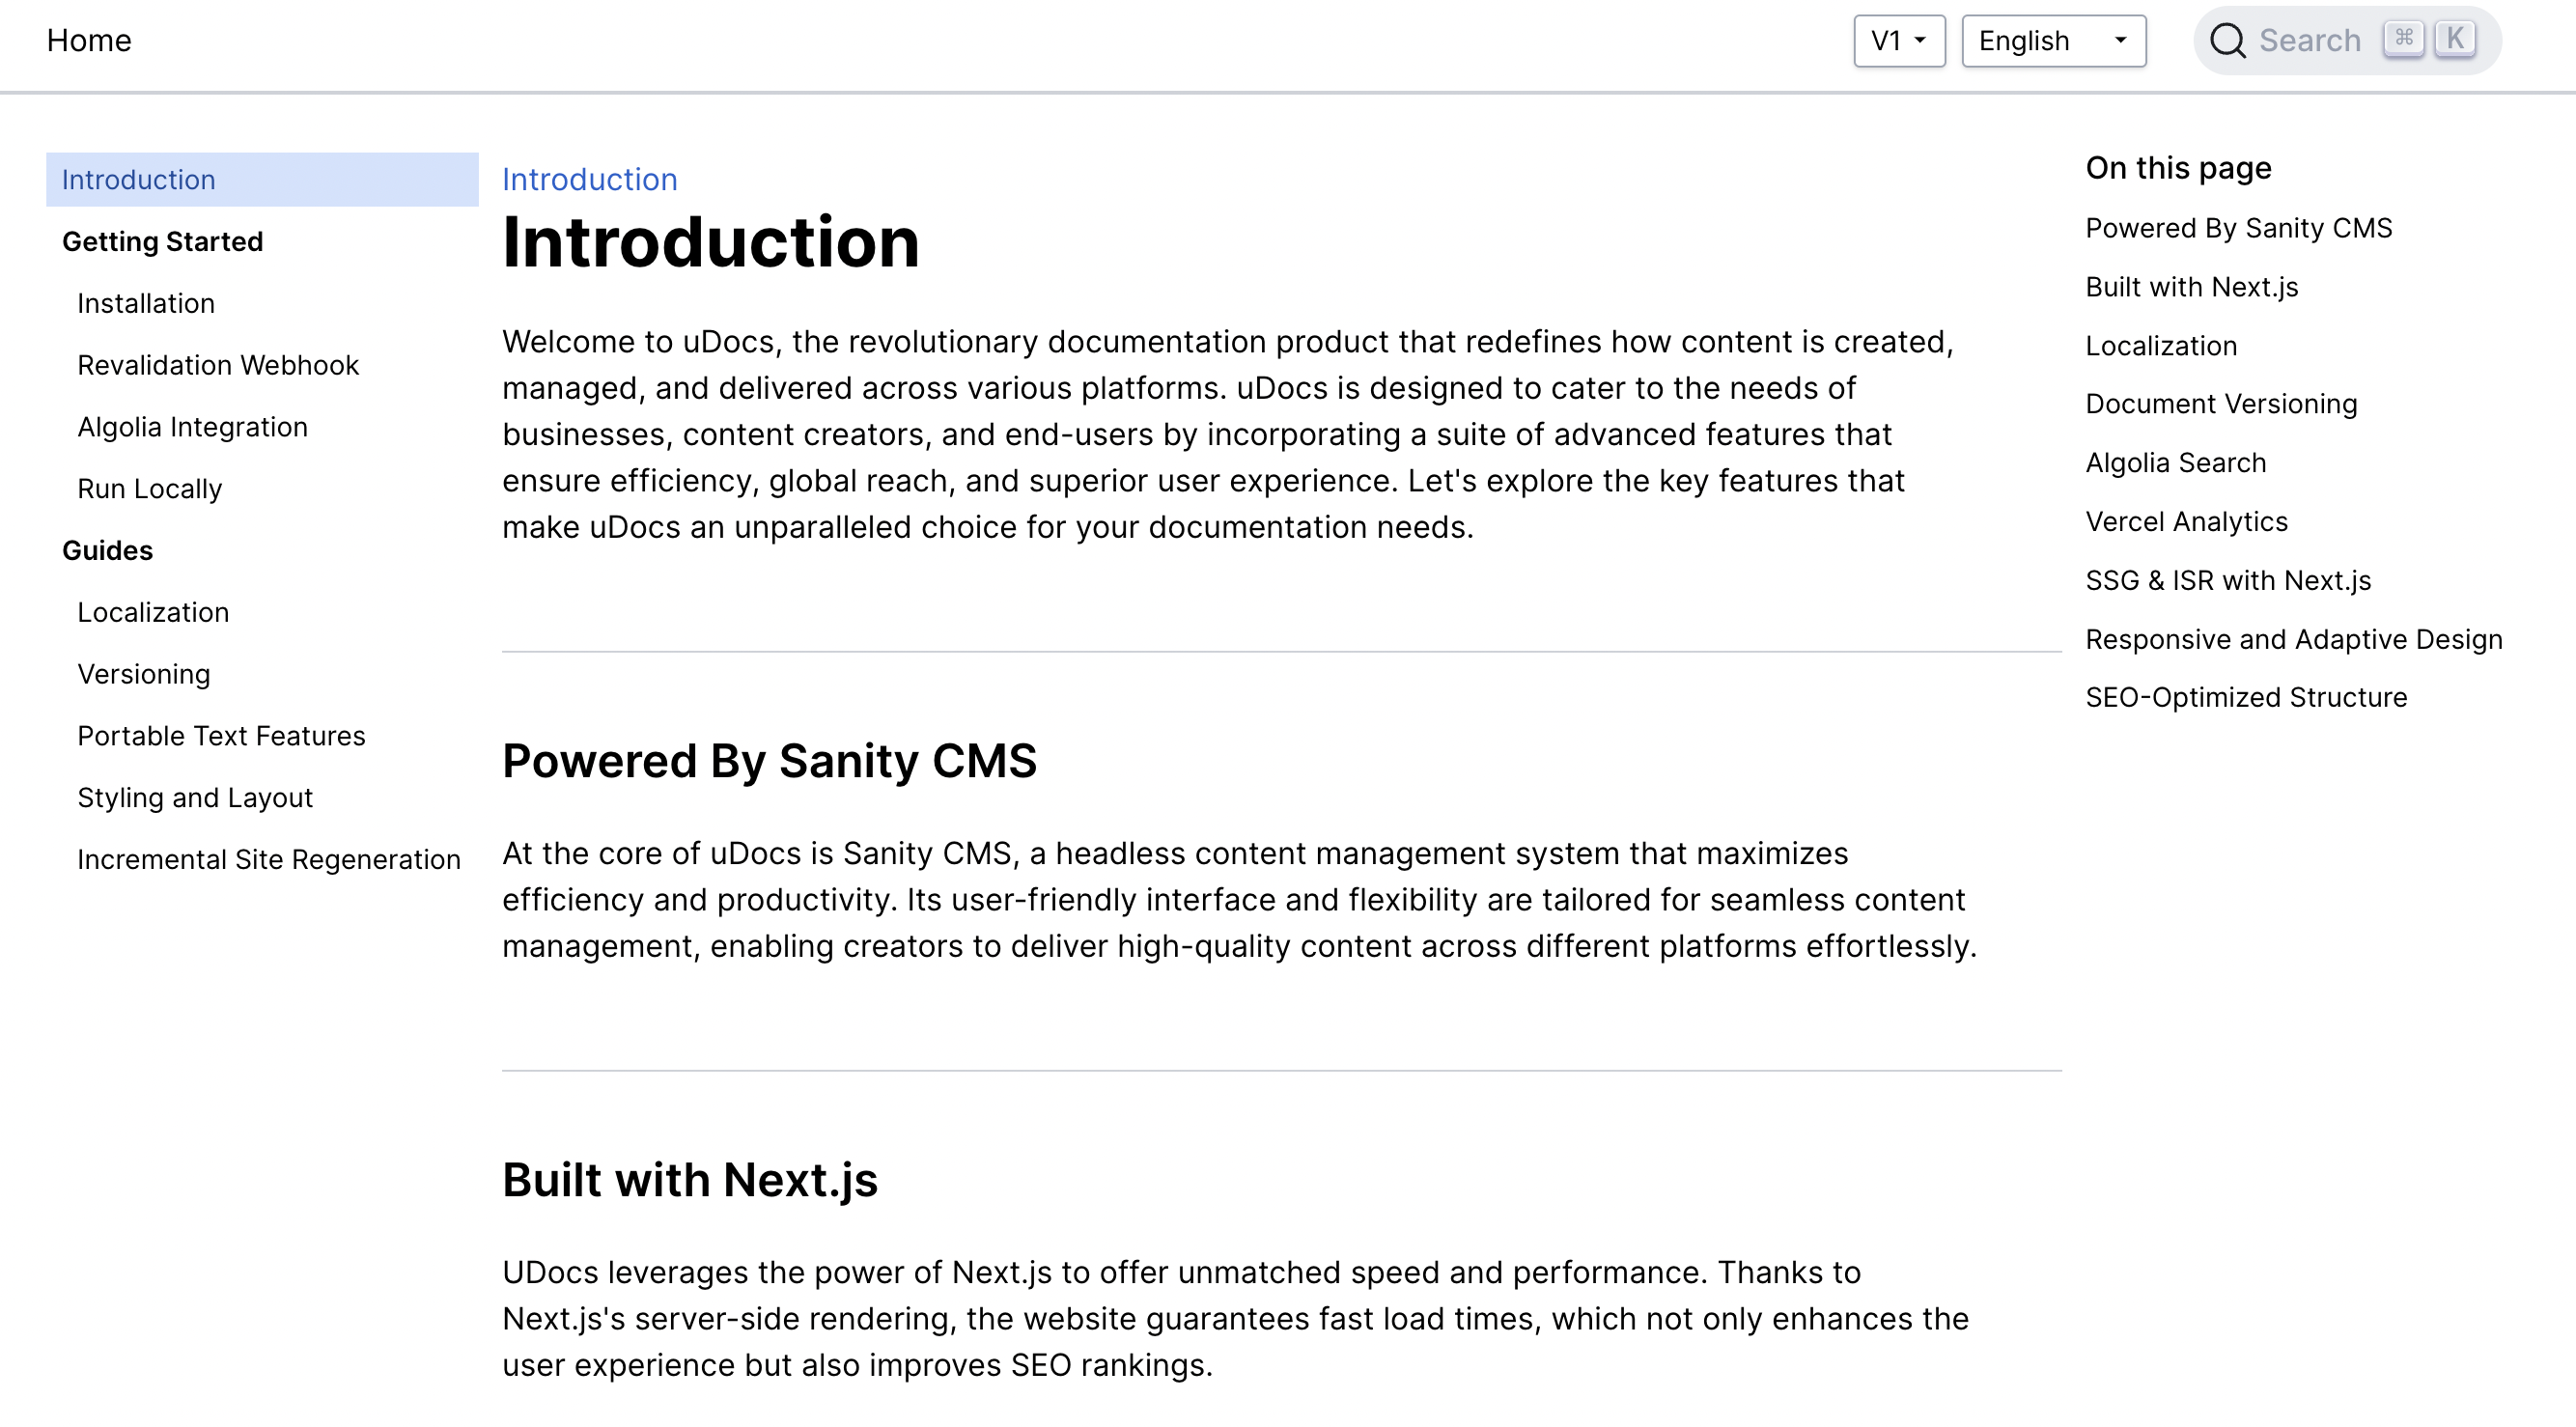 Home
V1
English
Search ⌘ K
Introduction
Getting Started
Installation
Revalidation Webhook
Algolia Integration
Run Locally
Guides
Localization
Versioning
Portable Text Features
Styling and Layout
Incremental Site Regeneration
Introduction
Introduction
Welcome to uDocs, the revolutionary documentation product that redefines how content is created,
managed, and delivered across various platforms. uDocs is designed to cater to the needs of
businesses, content creators, and end-users by incorporating a suite of advanced features that
ensure efficiency, global reach, and superior user experience. Let's explore the key features that
make uDocs an unparalleled choice for your documentation needs.
Powered By Sanity CMS
At the core of uDocs is Sanity CMS, a headless content management system that maximizes
efficiency and productivity. Its user-friendly interface and flexibility are tailored for seamless content
management, enabling creators to deliver high-quality content across different platforms effortlessly.
Built with Next.js
UDocs leverages the power of Next.js to offer unmatched speed and performance. Thanks to
Next.js's server-side rendering, the website guarantees fast load times, which not only enhances the
user experience but also improves SEO rankings.
On this page
Powered By Sanity CMS
Built with Next.js
Localization
Document Versioning
Algolia Search
Vercel Analytics
SSG & ISR with Next.js
Responsive and Adaptive Design
SEO-Optimized Structure